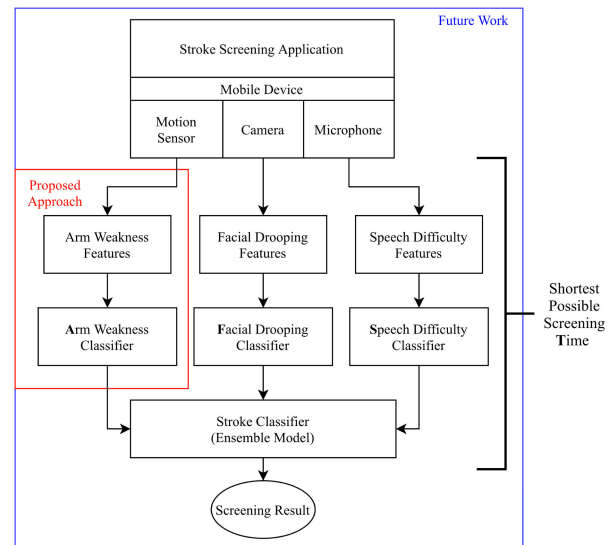 Future Work
Stroke Screening Application
Mobile Device
Motion
Sensor
Camera
Microphone
Proposed
Approach
Arm Weakness
Features
Facial Drooping
Features
Speech Difficulty
Features
Arm Weakness
Classifier
Facial Drooping
Classifier
Speech Difficulty
Classifier
Shortest
Possible
Screening
Time
Stroke Classifier
(Ensemble Model)
Screening Result